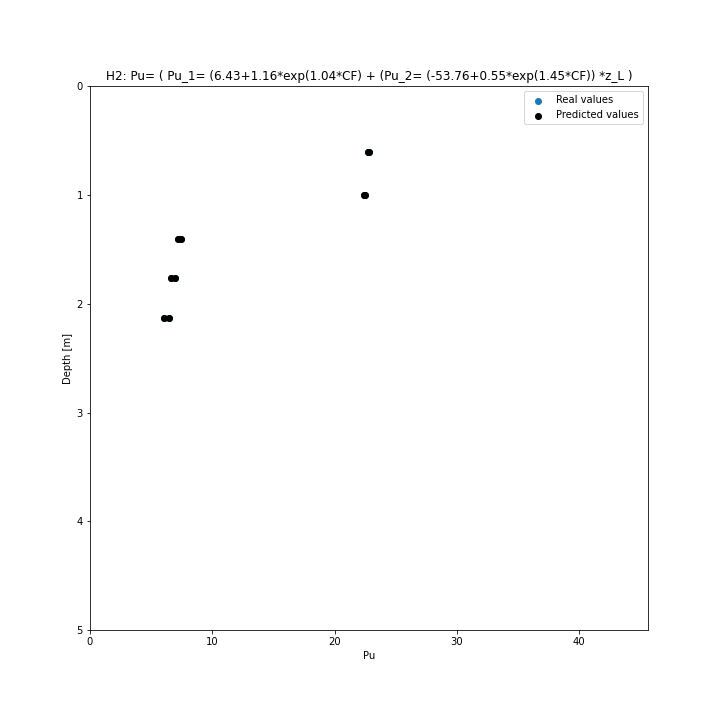 H2: Pu= ( Pu_1= (6.43+1.16*exp(1.04*CF) + (Pu_2= (-53.76+0.55*exp(1.45*CF)) *z_L )
Real values
Predicted values
0
1
2
3
4
5
Depth [m]
0 10 20 30 40
Pu